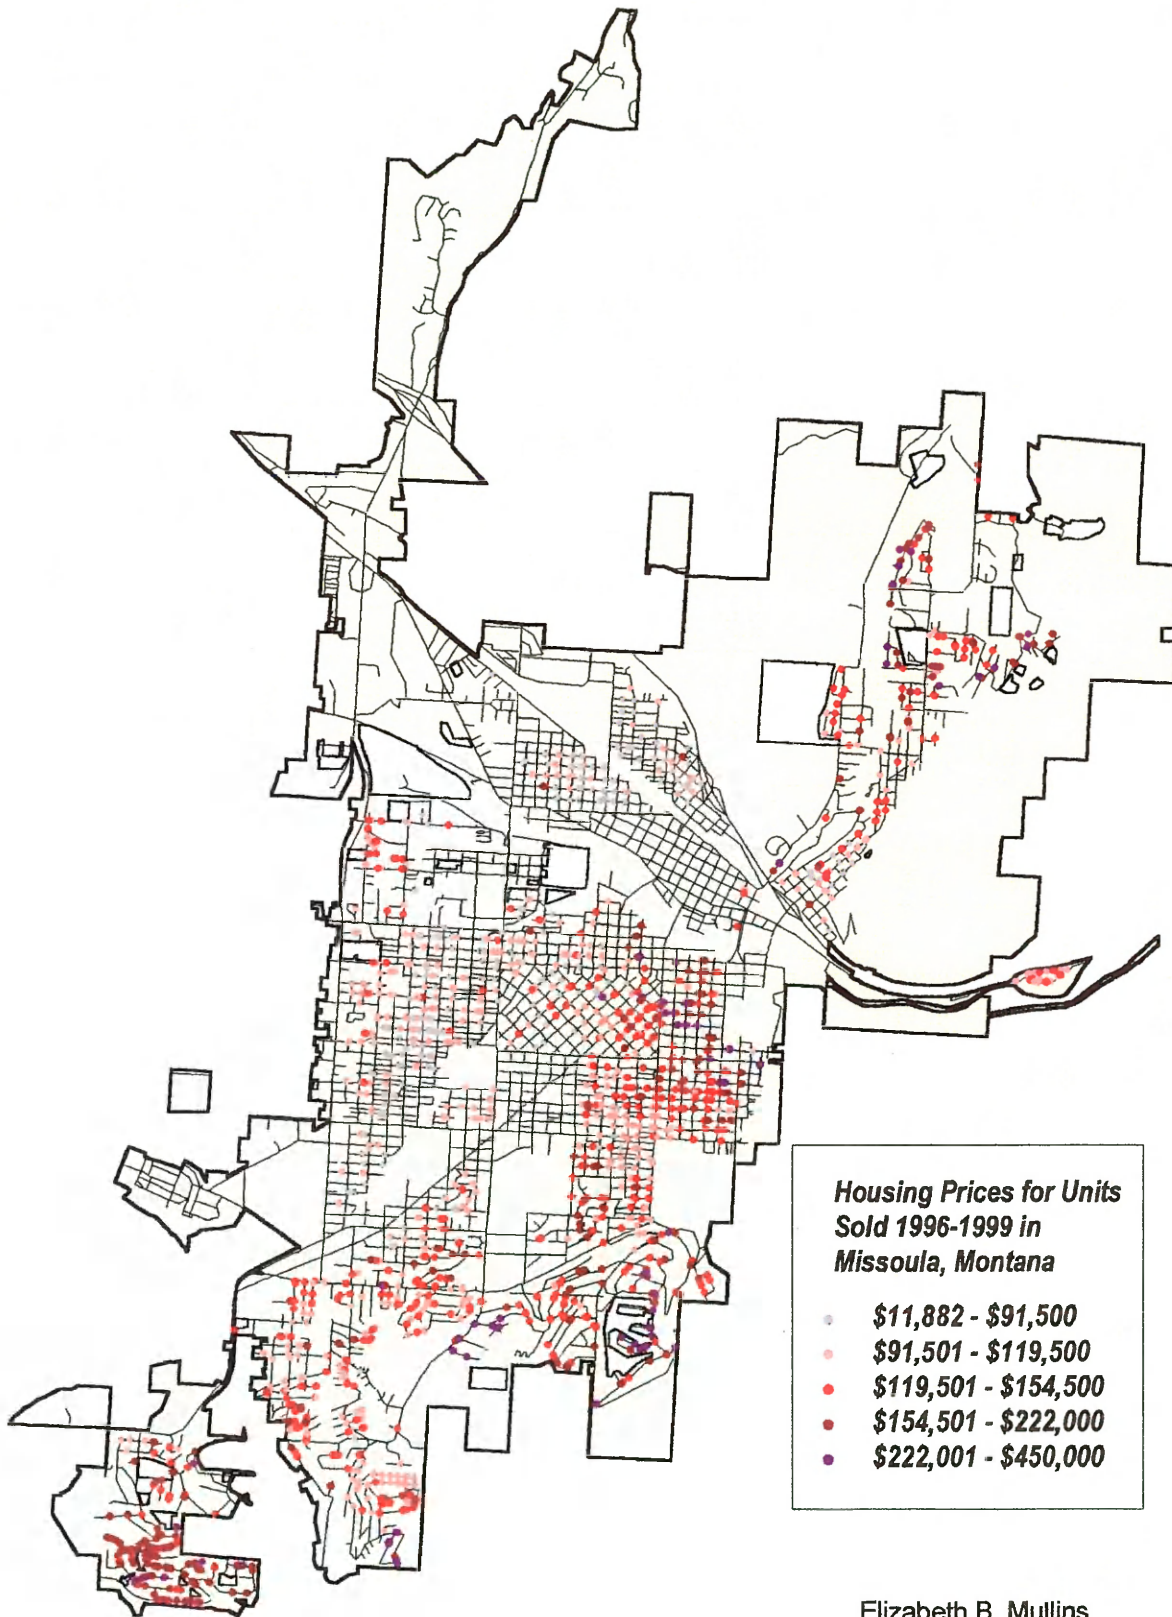 Housing Prices for Units
Sold 1996-1999 in
Missoula, Montana
$11,882 - $91,500
$91,501 - $119,500
$119,501 - $154,500
$154,501 - $222,000
$222,001 - $450,000
Elizabeth B. Mullins